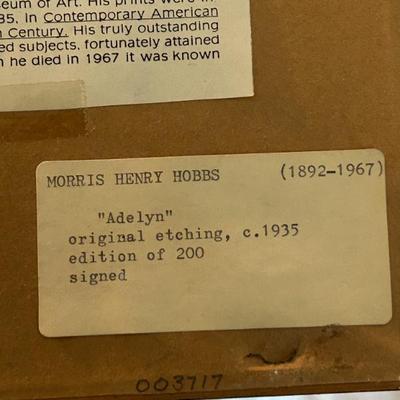 seum of Art. His prints were in
35, in Contemporary American
Century. His truly outstanding
ed subjects, fortunately attained
he died in 1967 it was known
MORRIS HENRY HOBBS (1892-1967)
"Adelyn"
original etching, c.1935
edition of 200
signed
003717